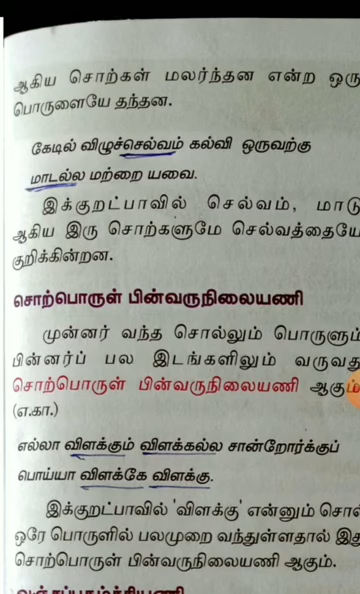 ஆகிய சொற்கள் மலர்ந்தன என்ற ஒரு
பொருளையே தந்தன.
கேடில் விழுச்செல்வம் கல்வி ஒருவற்கு
மாடல்ல மற்றை யவை.
இக்குறட்பாவில் செல்வம், மாடு
ஆகிய இரு சொற்களுமே செல்வத்தையே
குறிக்கின்றன.
சொற்பொருள் பின்வருநிலையணி
முன்னர் வந்த சொல்லும் பொருளும்
பின்னர்ப் பல இடங்களிலும் வருவது
சொற்பொருள் பின்வருநிலையணி ஆகும்
(எ.கா.)
எல்லா விளக்கும் விளக்கல்ல சான்றோர்க்குப்
பொய்யா விளக்கே விளக்கு.
இக்குறட்பாவில் 'விளக்கு' என்னும் சொல்
ஒரே பொருளில் பலமுறை வந்துள்ளதால் இது
சொற்பொருள் பின்வருநிலையணி ஆகும்.